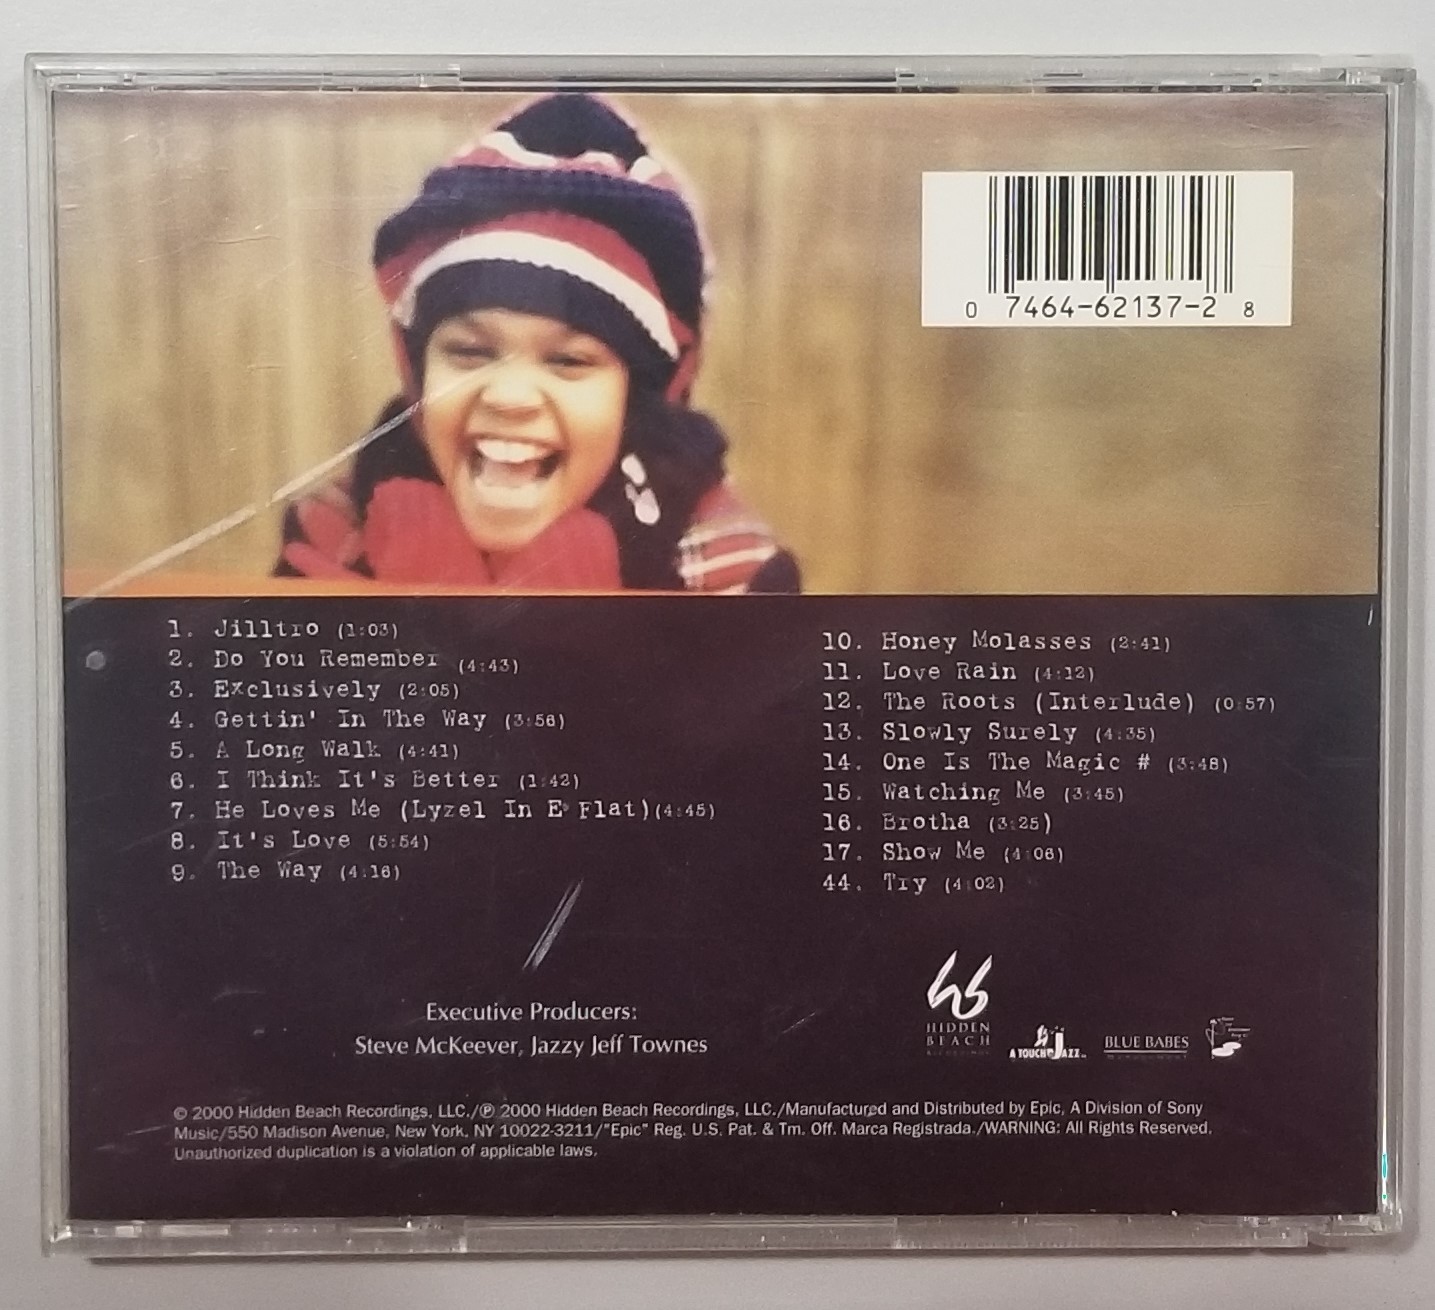 0 7464-62137-2 8
1. Jilltro (1:03)
2. Do You Remember (4:43)
3. Exclusively (2:05)
4. Gettin' In The Way (3:56)
5. A Long Walk (4:41)
6. I Think It's Better (1:42)
7. He Loves Me (Lyzel In E♭ Flat)(4:45)
8. It's Love (5:54)
9. The Way (4:16)
10. Honey Molasses (2:41)
11. Love Rain (4:12)
12. The Roots (Interlude) (0:57)
13. Slowly Surely (4:35)
14. One Is The Magic # (3:48)
15. Watching Me (3:45)
16. Brotha (3:25)
17. Show Me (4:06)
44. Try (4:02)
Executive Producers:
Steve McKeever, Jazzy Jeff Townes
hb
HIDDEN
BEACH
RECORDINGS
A TOUCH OF JAZZ INC.
BLUE BABES
© 2000 Hidden Beach Recordings, LLC./℗ 2000 Hidden Beach Recordings, LLC./Manufactured and Distributed by Epic, A Division of Sony
Music/550 Madison Avenue, New York, NY 10022-3211/"Epic" Reg. U.S. Pat. & Tm. Off. Marca Registrada./WARNING: All Rights Reserved.
Unauthorized duplication is a violation of applicable laws.